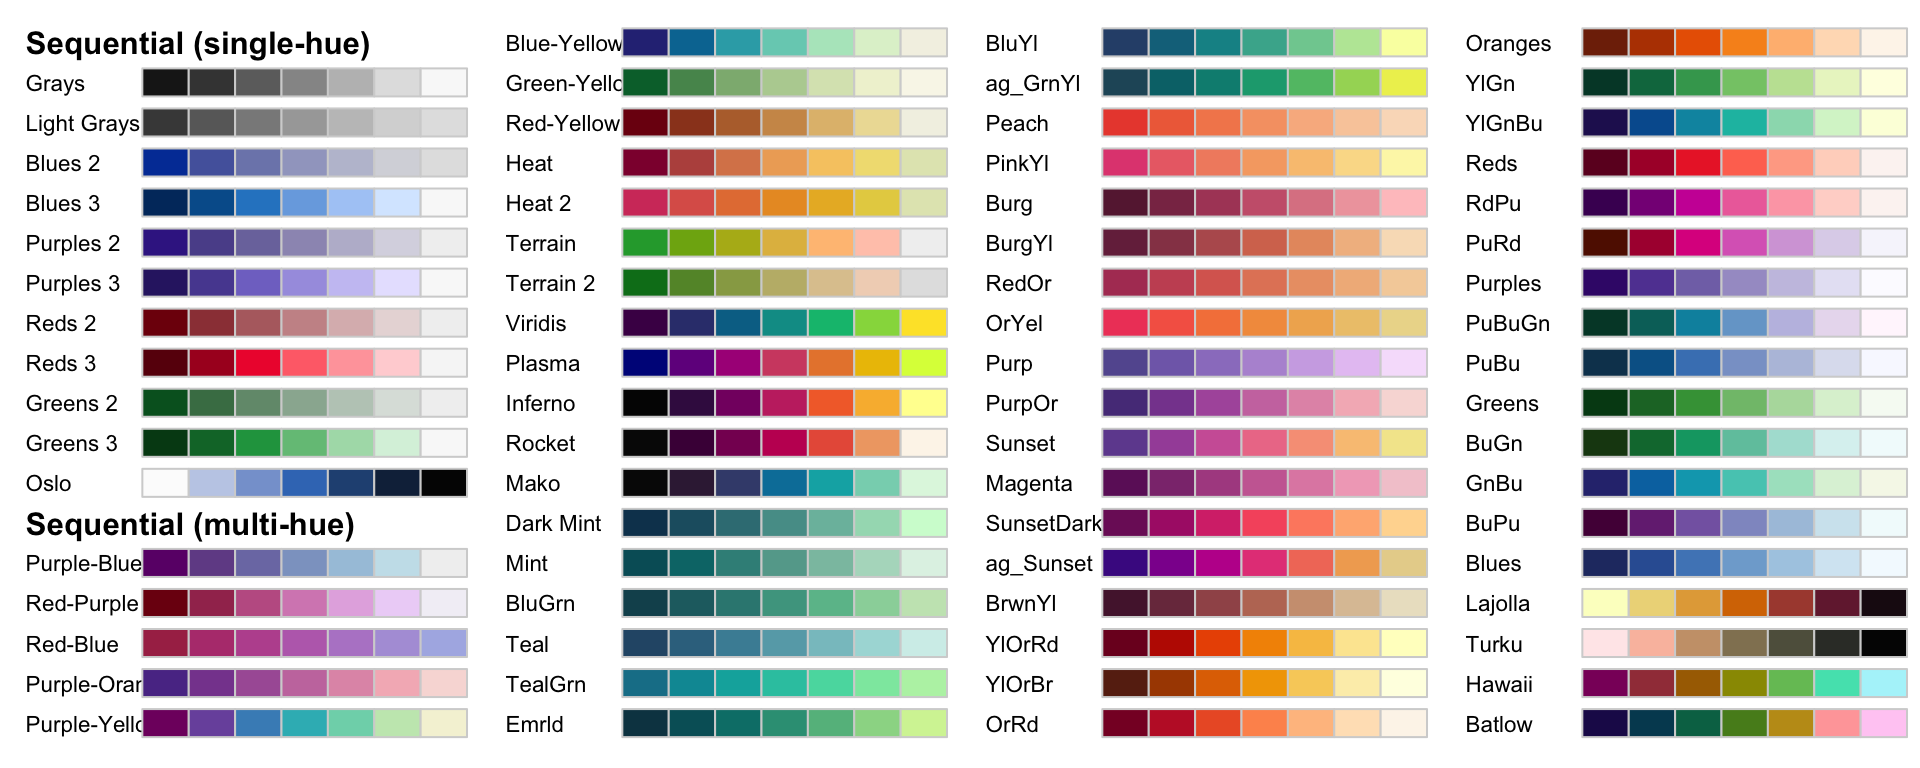 Sequential (single-hue)
Grays
Light Grays
Blues 2
Blues 3
Purples 2
Purples 3
Reds 2
Reds 3
Greens 2
Greens 3
Oslo
Sequential (multi-hue)
Purple-Blue
Red-Purple
Red-Blue
Purple-Oran
Purple-Yello
Blue-Yellow
Green-Yello
Red-Yellow
Heat
Heat 2
Terrain
Terrain 2
Viridis
Plasma
Inferno
Rocket
Mako
Dark Mint
Mint
BluGrn
Teal
TealGrn
Emrld
BluYl
ag_GrnYl
Peach
PinkYl
Burg
BurgYl
RedOr
OrYel
Purp
PurpOr
Sunset
Magenta
SunsetDark
ag_Sunset
BrwnYl
YlOrRd
YlOrBr
OrRd
Oranges
YlGn
YlGnBu
Reds
RdPu
PuRd
Purples
PuBuGn
PuBu
Greens
BuGn
GnBu
BuPu
Blues
Lajolla
Turku
Hawaii
Batlow